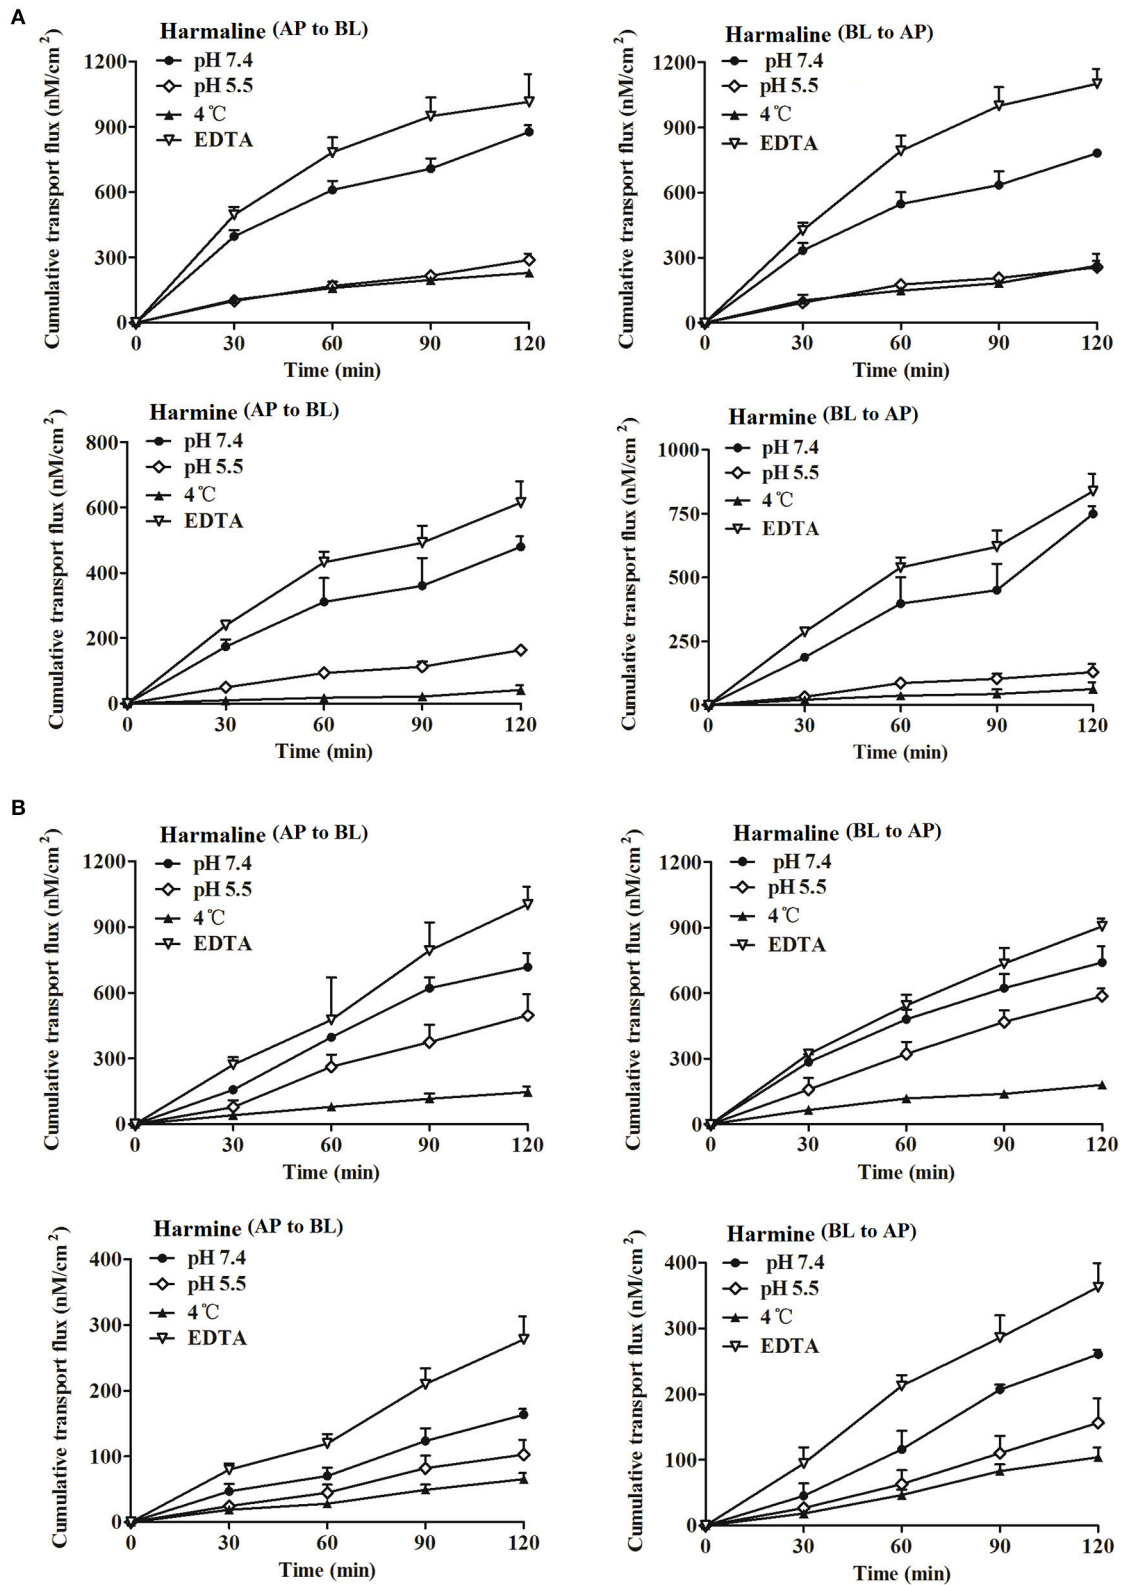 A
Harmaline (AP to BL)
pH 7.4
pH 5.5
4℃
EDTA
Cumulative transport flux (nM/cm²)
1200
900
600
300
0
0 30 60 90 120
Time (min)
Harmaline (BL to AP)
pH 7.4
pH 5.5
4℃
EDTA
Cumulative transport flux (nM/cm²)
1200
900
600
300
0
0 30 60 90 120
Time (min)
Harmine (AP to BL)
pH 7.4
pH 5.5
4℃
EDTA
Cumulative transport flux (nM/cm²)
800
600
400
200
0
0 30 60 90 120
Time (min)
Harmine (BL to AP)
pH 7.4
pH 5.5
4℃
EDTA
Cumulative transport flux (nM/cm²)
1000
750
500
250
0
0 30 60 90 120
Time (min)
B
Harmaline (AP to BL)
pH 7.4
pH 5.5
4℃
EDTA
Cumulative transport flux (nM/cm²)
1200
900
600
300
0
0 30 60 90 120
Time (min)
Harmaline (BL to AP)
pH 7.4
pH 5.5
4℃
EDTA
Cumulative transport flux (nM/cm²)
1200
900
600
300
0
0 30 60 90 120
Time (min)
Harmine (AP to BL)
pH 7.4
pH 5.5
4℃
EDTA
Cumulative transport flux (nM/cm²)
400
300
200
100
0
0 30 60 90 120
Time (min)
Harmine (BL to AP)
pH 7.4
pH 5.5
4℃
EDTA
Cumulative transport flux (nM/cm²)
400
300
200
100
0
0 30 60 90 120
Time (min)